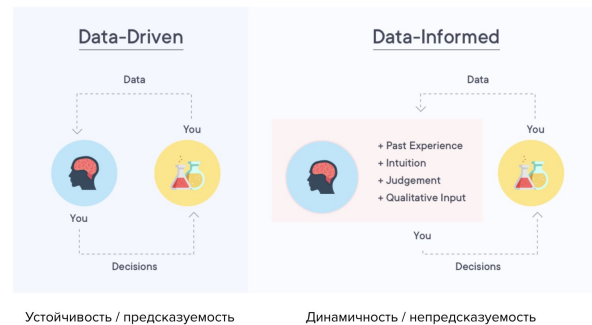 Data-Driven
Data
You
You
Decisions
Data-Informed
Data
You
+ Past Experience
+ Intuition
+ Judgement
+ Qualitative Input
You
Decisions
Устойчивость / предсказуемость
Динамичность / непредсказуемость